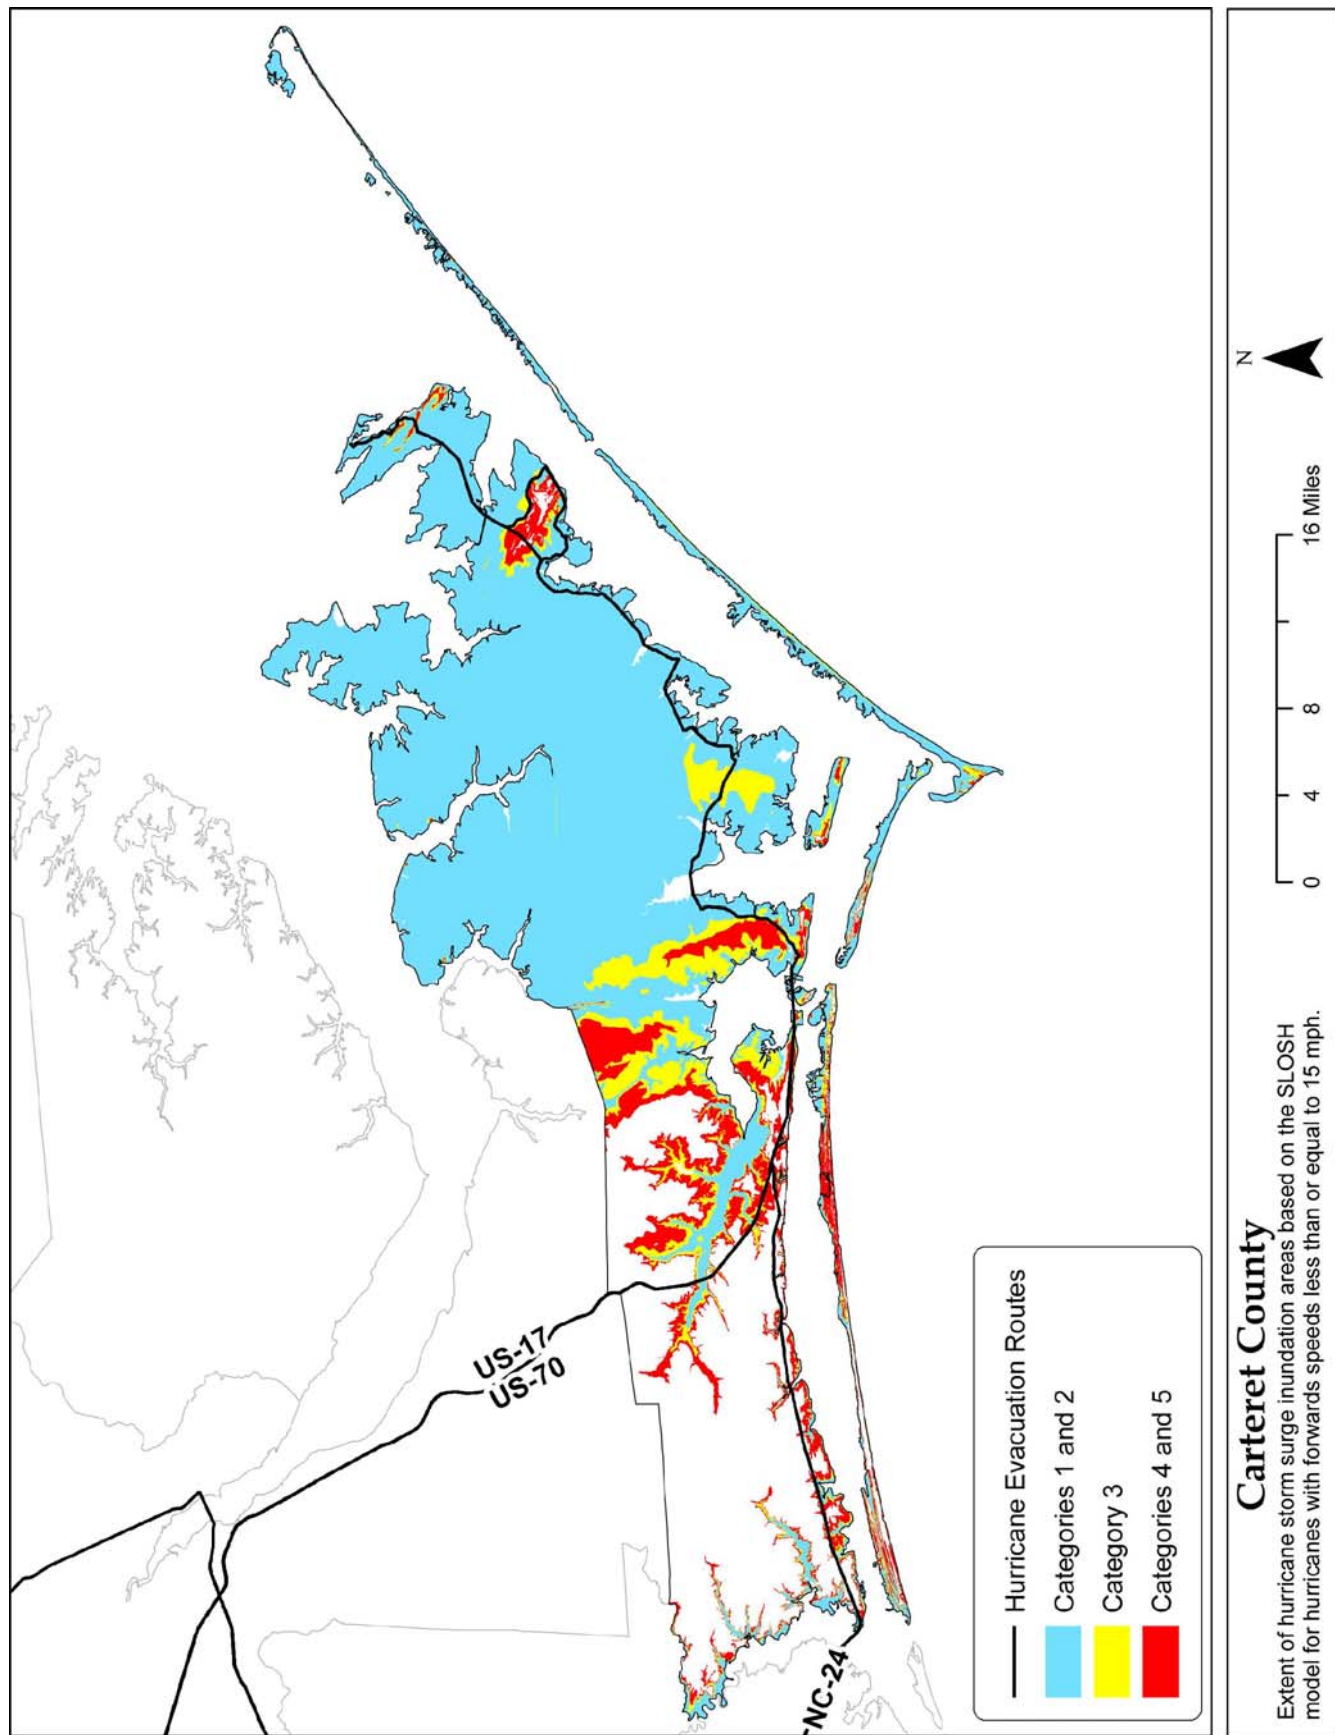 US-17
US-70
NC-24
Hurricane Evacuation Routes
Categories 1 and 2
Category 3
Categories 4 and 5
Carteret County
Extent of hurricane storm surge inundation areas based on the SLOSH
model for hurricanes with forwards speeds less than or equal to 15 mph.
0 4 8 16 Miles
N